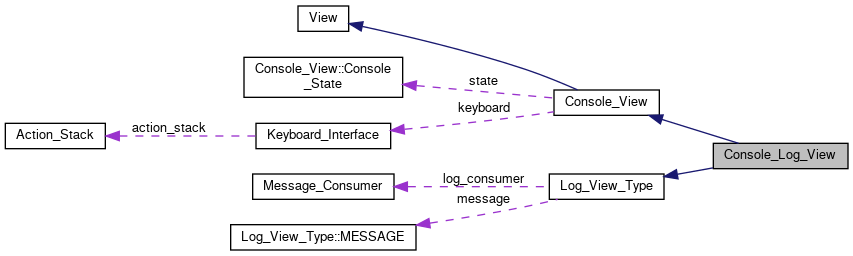 View
Console_View::Console
_State
state
Console_View
keyboard
Action_Stack
action_stack
Keyboard_Interface
Console_Log_View
Message_Consumer
log_consumer
Log_View_Type
message
Log_View_Type::MESSAGE